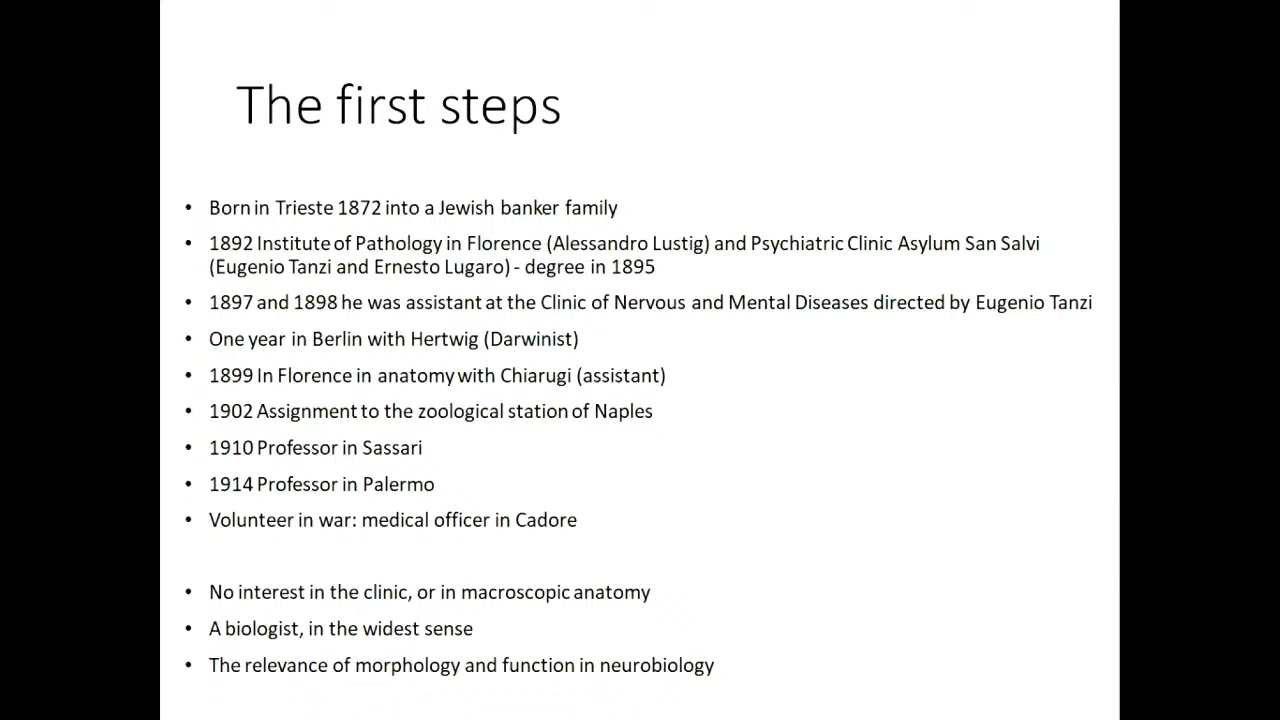 The first steps
• Born in Trieste 1872 into a Jewish banker family
• 1892 Institute of Pathology in Florence (Alessandro Lustig) and Psychiatric Clinic Asylum San Salvi
(Eugenio Tanzi and Ernesto Lugaro) - degree in 1895
• 1897 and 1898 he was assistant at the Clinic of Nervous and Mental Diseases directed by Eugenio Tanzi
• One year in Berlin with Hertwig (Darwinist)
• 1899 In Florence in anatomy with Chiarugi (assistant)
• 1902 Assignment to the zoological station of Naples
• 1910 Professor in Sassari
• 1914 Professor in Palermo
• Volunteer in war: medical officer in Cadore
• No interest in the clinic, or in macroscopic anatomy
• A biologist, in the widest sense
• The relevance of morphology and function in neurobiology